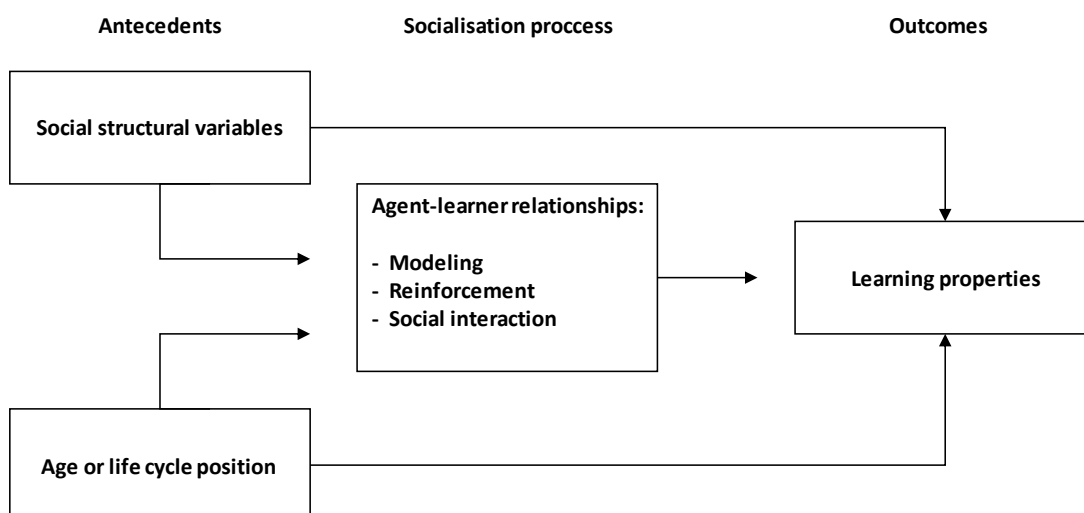 Antecedents
Socialisation proccess
Outcomes
Social structural variables
Agent-learner relationships:
- Modeling
- Reinforcement
- Social interaction
Learning properties
Age or life cycle position